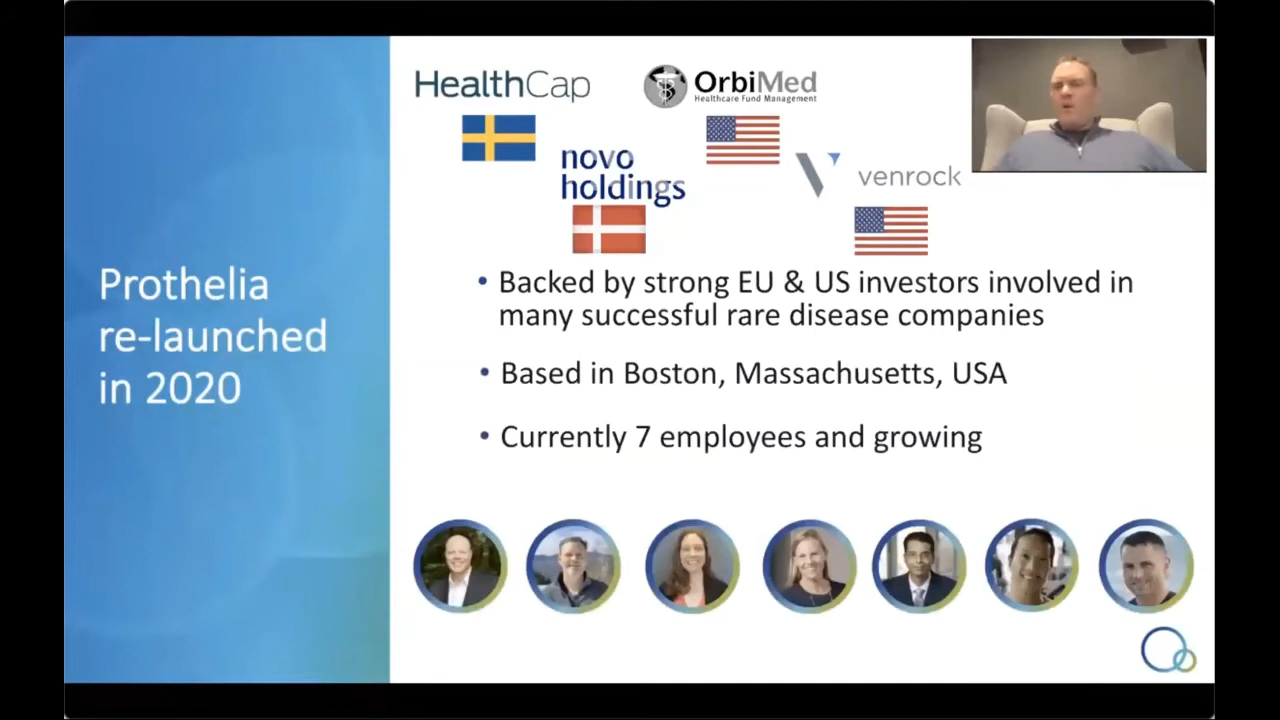 HealthCap
OrbiMed
Healthcare Fund Management
novo
holdings
venrock
Prothelia
re-launched
in 2020
• Backed by strong EU & US investors involved in
many successful rare disease companies
• Based in Boston, Massachusetts, USA
• Currently 7 employees and growing